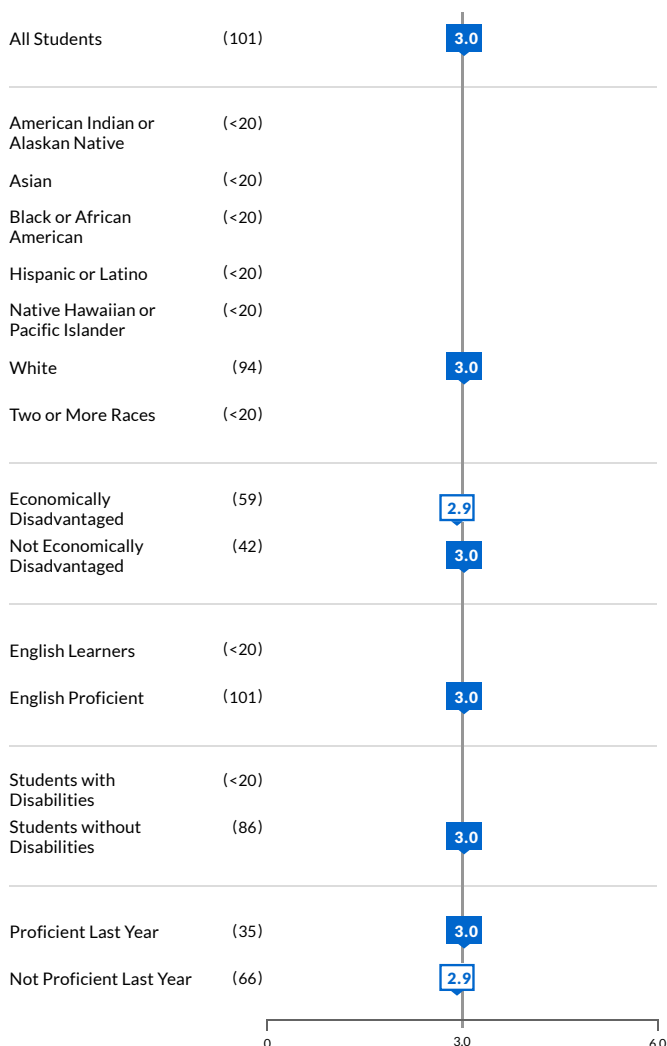 All Students (101) 3.0
American Indian or (<20)
Alaskan Native
Asian (<20)
Black or African (<20)
American
Hispanic or Latino (<20)
Native Hawaiian or (<20)
Pacific Islander
White (94) 3.0
Two or More Races (<20)
Economically (59) 2.9
Disadvantaged
Not Economically (42) 3.0
Disadvantaged
English Learners (<20)
English Proficient (101) 3.0
Students with (<20)
Disabilities
Students without (86) 3.0
Disabilities
Proficient Last Year (35) 3.0
Not Proficient Last Year (66) 2.9
0 3.0 6.0